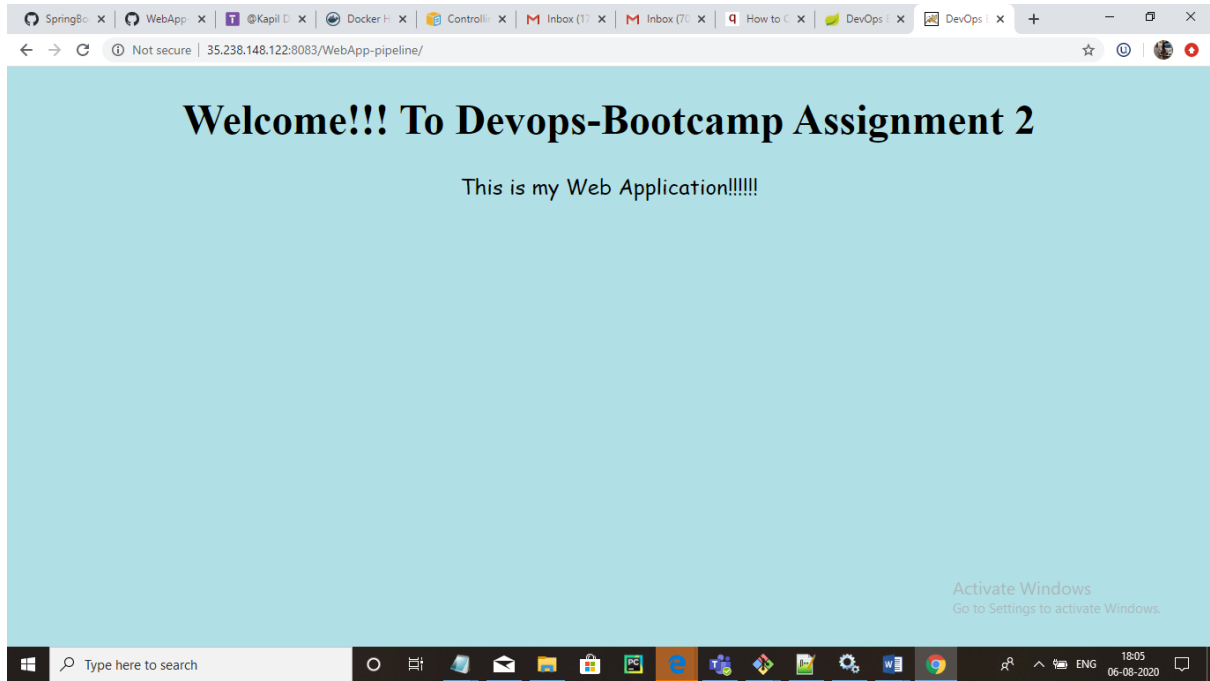 SpringBo
WebApp-
@Kapil D
Docker H
Controllin
Inbox (17
Inbox (70
How to C
DevOps E
DevOps E
Not secure | 35.238.148.122:8083/WebApp-pipeline/
Welcome!!! To Devops-Bootcamp Assignment 2
This is my Web Application!!!!!!
Activate Windows
Go to Settings to activate Windows.
Type here to search
ENG
18:05
06-08-2020